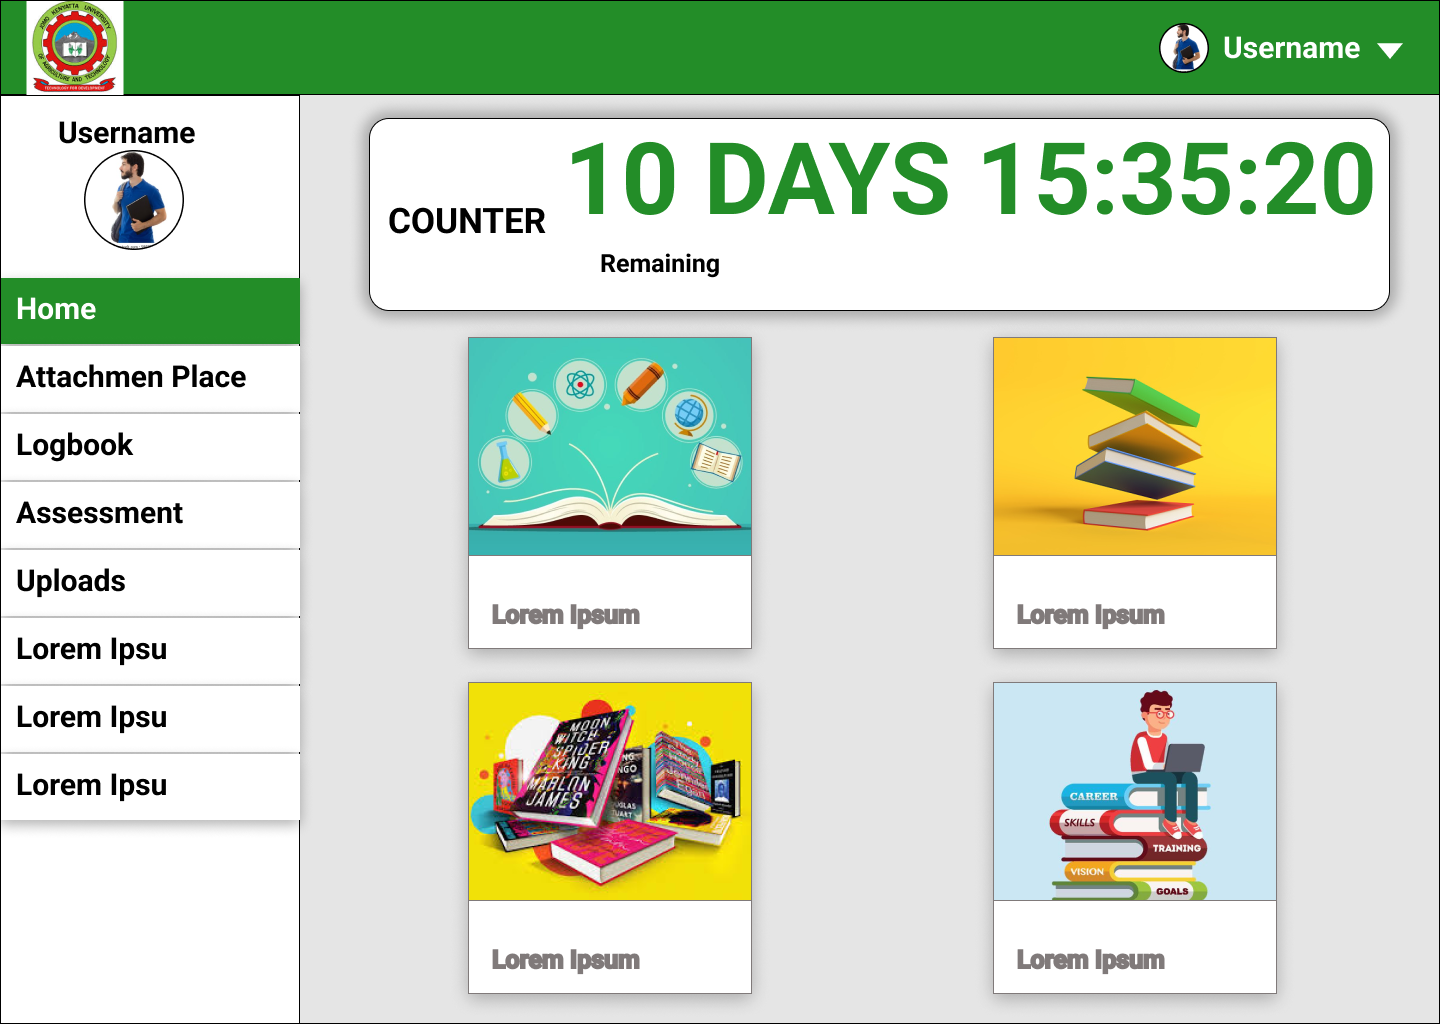 JOMO KENYATTA UNIVERSITY
OF AGRICULTURE AND TECHNOLOGY
TECHNOLOGY FOR DEVELOPMENT
Username
Username
Home
Attachmen Place
Logbook
Assessment
Uploads
Lorem Ipsu
Lorem Ipsu
Lorem Ipsu
10 DAYS 15:35:20
COUNTER
Remaining
Lorem Ipsum
Lorem Ipsum
MOON
WITCH
SPIDER
KING
MARLON
JAMES
Lorem Ipsum
CAREER
SKILLS
TRAINING
VISION
GOALS
Lorem Ipsum